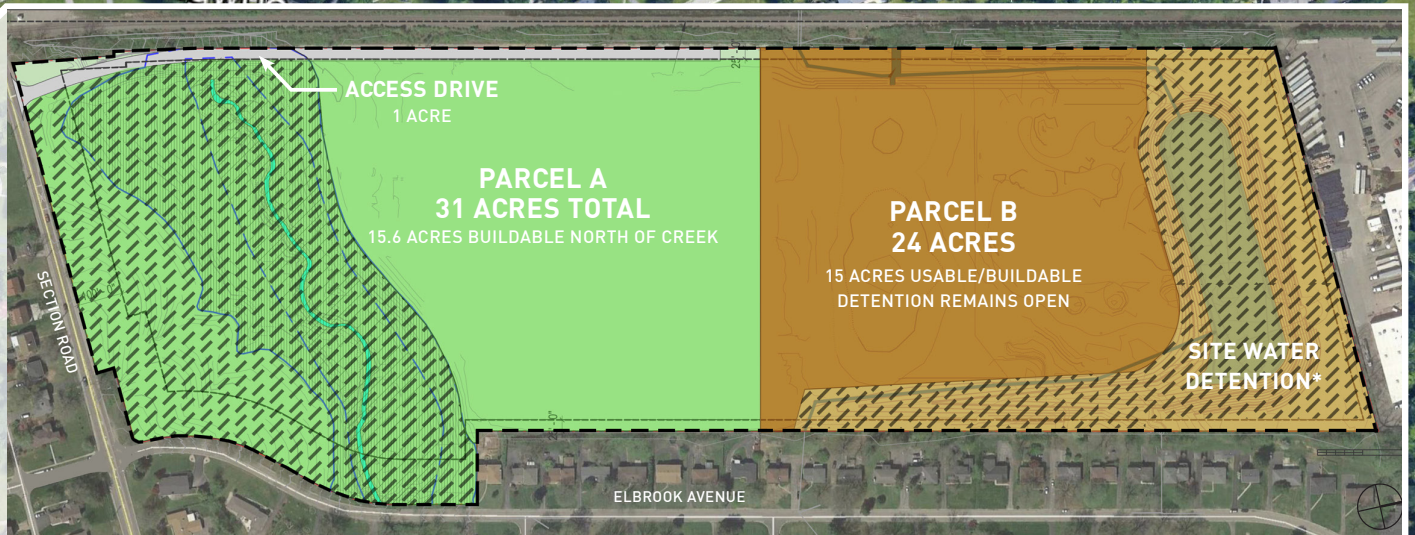 ACCESS DRIVE
1 ACRE
PARCEL A
31 ACRES TOTAL
15.6 ACRES BUILDABLE NORTH OF CREEK
PARCEL B
24 ACRES
15 ACRES USABLE/BUILDABLE
DETENTION REMAINS OPEN
SITE WATER
DETENTION*
SECTION ROAD
ELBROOK AVENUE